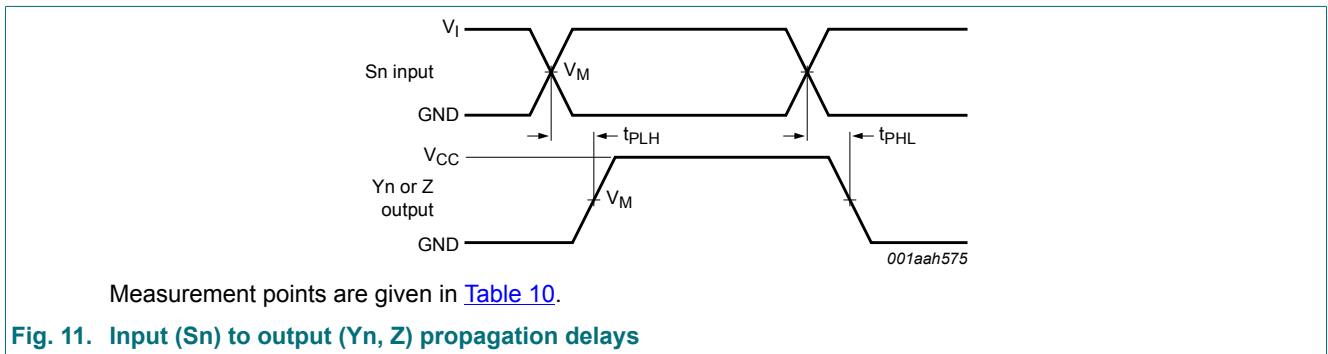 VI
Sn input
VM
GND
tPLH
tPHL
VCC
Yn or Z
output
VM
GND
001aah575
Measurement points are given in Table 10.
Fig. 11. Input (Sn) to output (Yn, Z) propagation delays